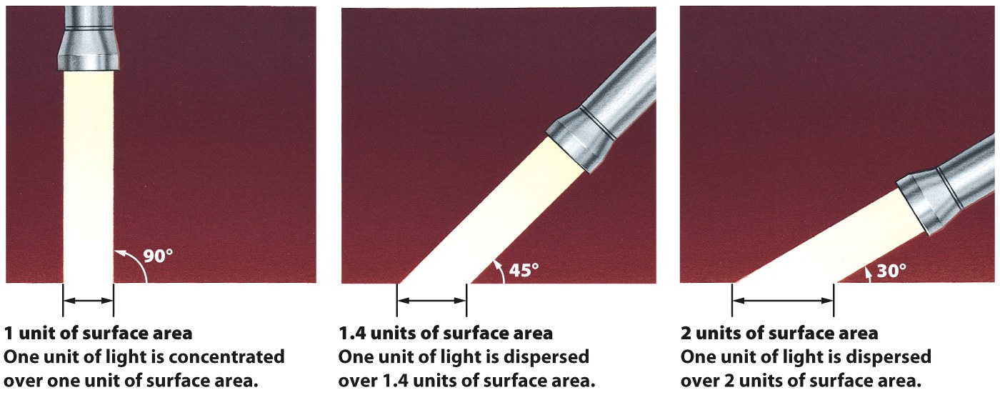 90°
45°
30°
1 unit of surface area
One unit of light is concentrated
over one unit of surface area.
1.4 units of surface area
One unit of light is dispersed
over 1.4 units of surface area.
2 units of surface area
One unit of light is dispersed
over 2 units of surface area.